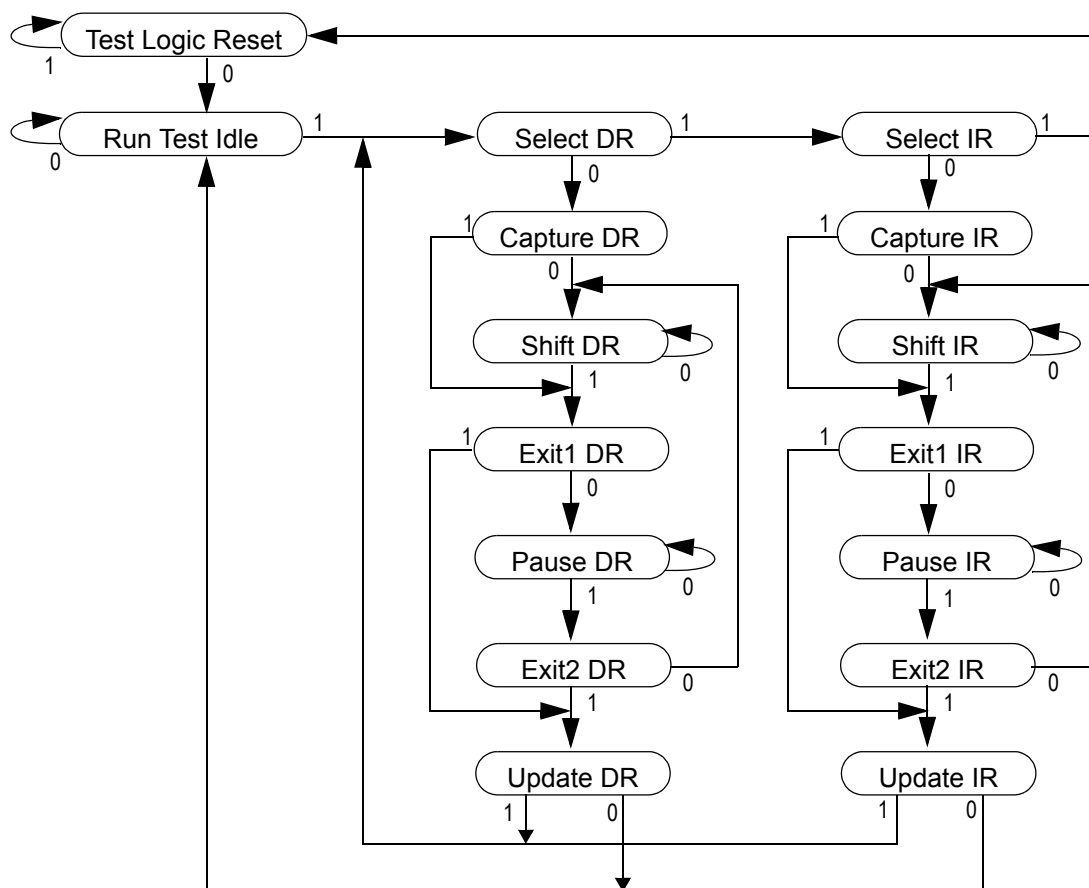 Test Logic Reset
1
0
Run Test Idle
1
0
Select DR
1
0
Select IR
1
0
1
Capture DR
0
1
Capture IR
0
Shift DR
0
1
Shift IR
0
1
1
Exit1 DR
0
1
Exit1 IR
0
Pause DR
0
1
Pause IR
0
1
Exit2 DR
0
1
Exit2 IR
0
1
Update DR
1
0
Update IR
1
0